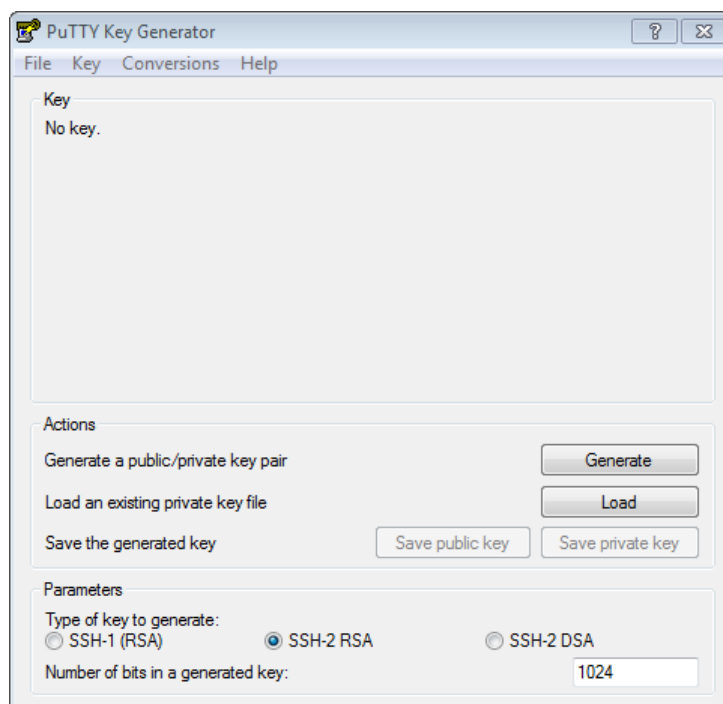 PuTTY Key Generator
File Key Conversions Help
Key
No key.
Actions
Generate a public/private key pair Generate
Load an existing private key file Load
Save the generated key Save public key Save private key
Parameters
Type of key to generate:
SSH-1 (RSA) SSH-2 RSA SSH-2 DSA
Number of bits in a generated key: 1024